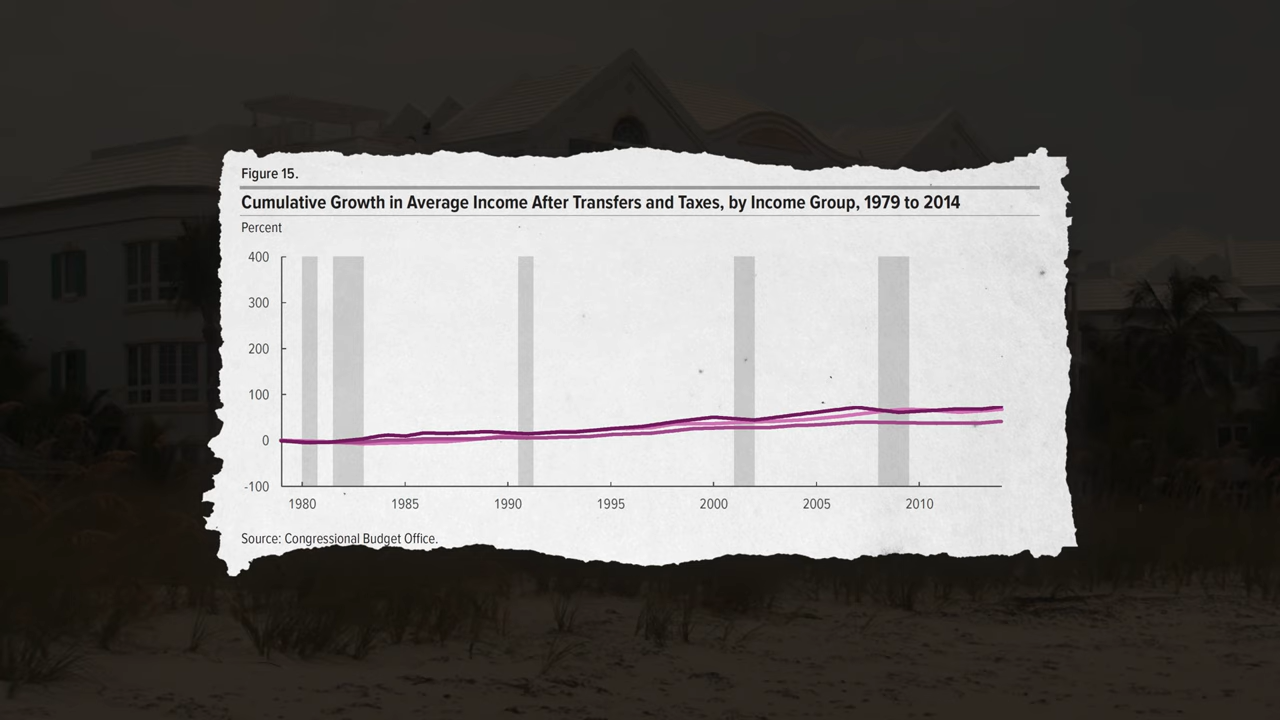 Figure 15.
Cumulative Growth in Average Income After Transfers and Taxes, by Income Group, 1979 to 2014
Percent
400
300
200
100
0
-100
1980 1985 1990 1995 2000 2005 2010
Source: Congressional Budget Office.